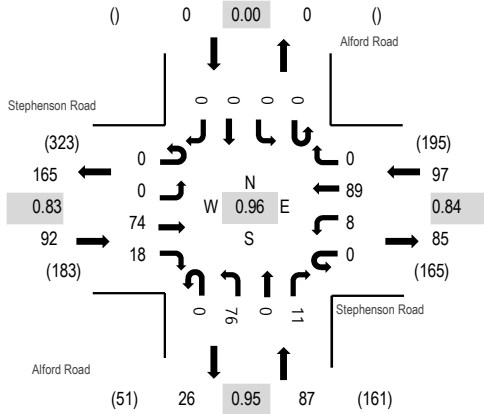 () 0 0.00 0 ()
Alford Road
Stephenson Road
0 0 0 0
(323) (195)
165 0 0 97
0 89
0.83 W N 0.96 E S 0.84
74 8
92 18 0 85
(183) (165)
0 76 0 11
Stephenson Road
Alford Road
(51) 26 0.95 87 (161)